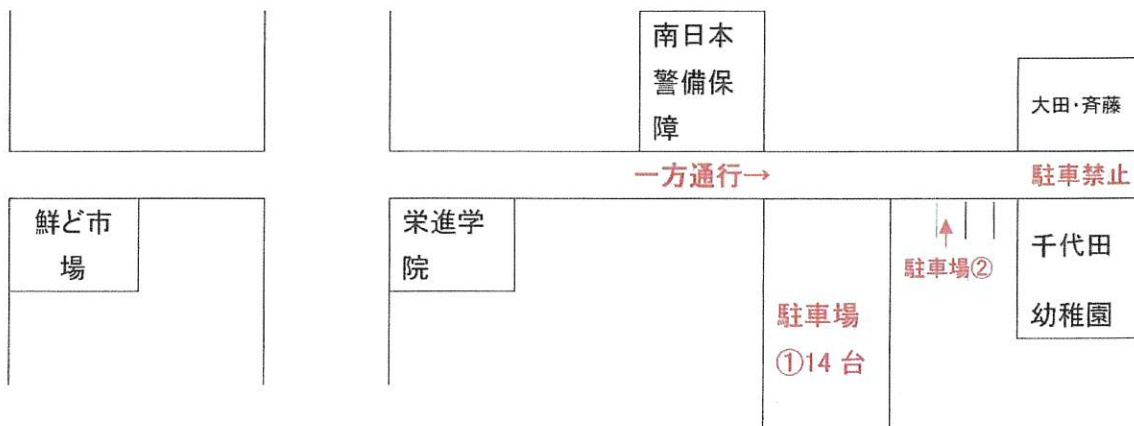 南日本
警備保
障
大田・斉藤
一方通行→
駐車禁止
鮮ど市
場
栄進学
院
千代田
幼稚園
駐車場②
駐車場
①14 台